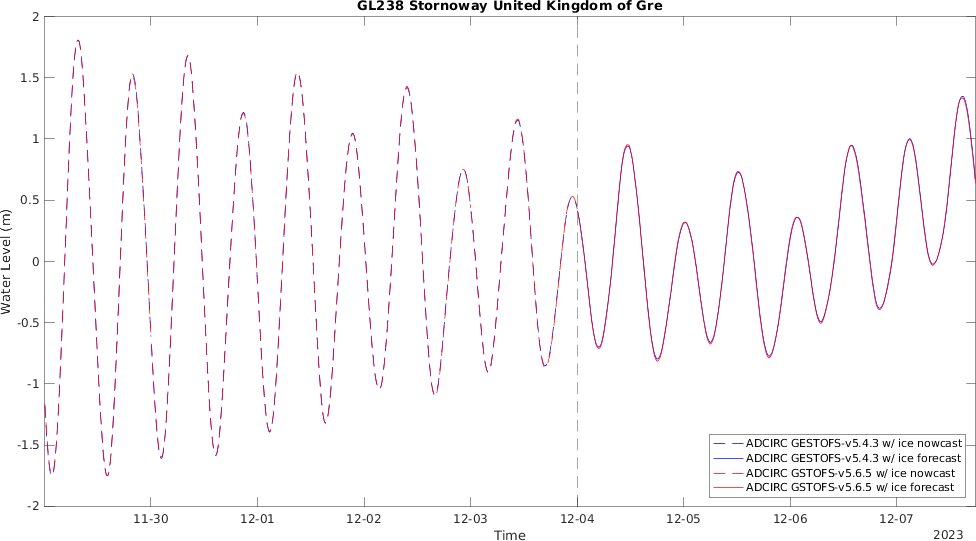 GL238 Stornoway United Kingdom of Gre
2
1.5
1
0.5
0
-0.5
-1
-1.5
-2
Water Level (m)
11-30
12-01
12-02
12-03
12-04
12-05
12-06
12-07
Time
2023
ADCIRC GESTOFS-v5.4.3 w/ ice nowcast
ADCIRC GESTOFS-v5.4.3 w/ ice forecast
ADCIRC GSTOFS-v5.6.5 w/ ice nowcast
ADCIRC GSTOFS-v5.6.5 w/ ice forecast